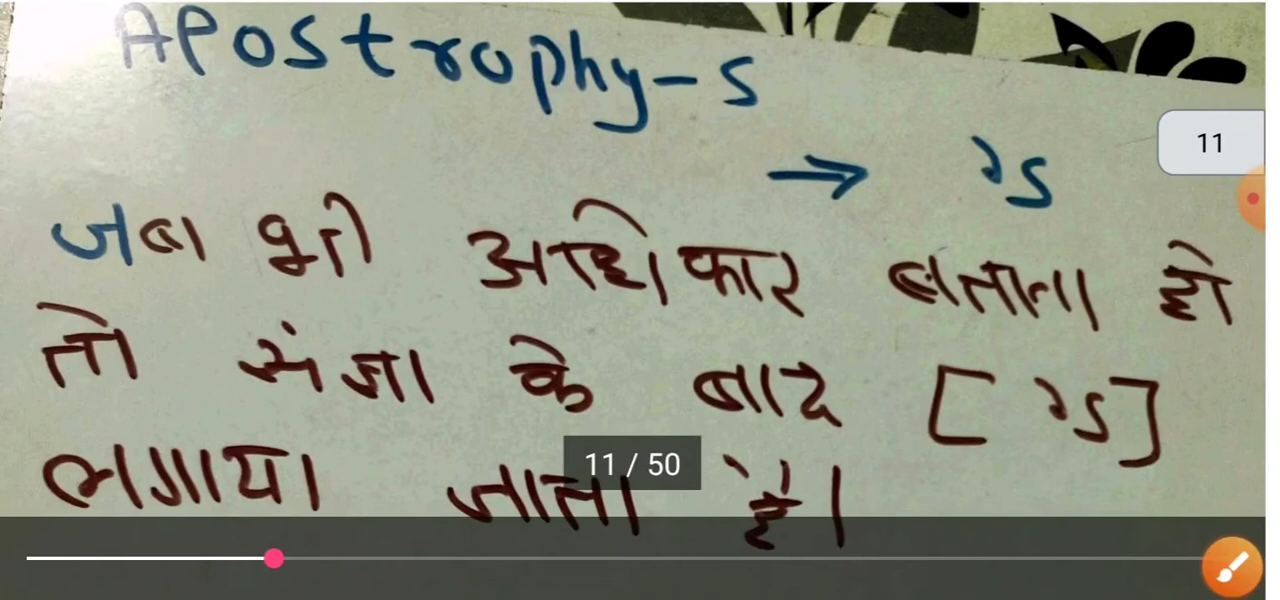 Apostrophy-s
→ 's
11
जब भी अधिकार बताना हो
तो संज्ञा के बाद ['s]
लगाया जाता है।
11 / 50